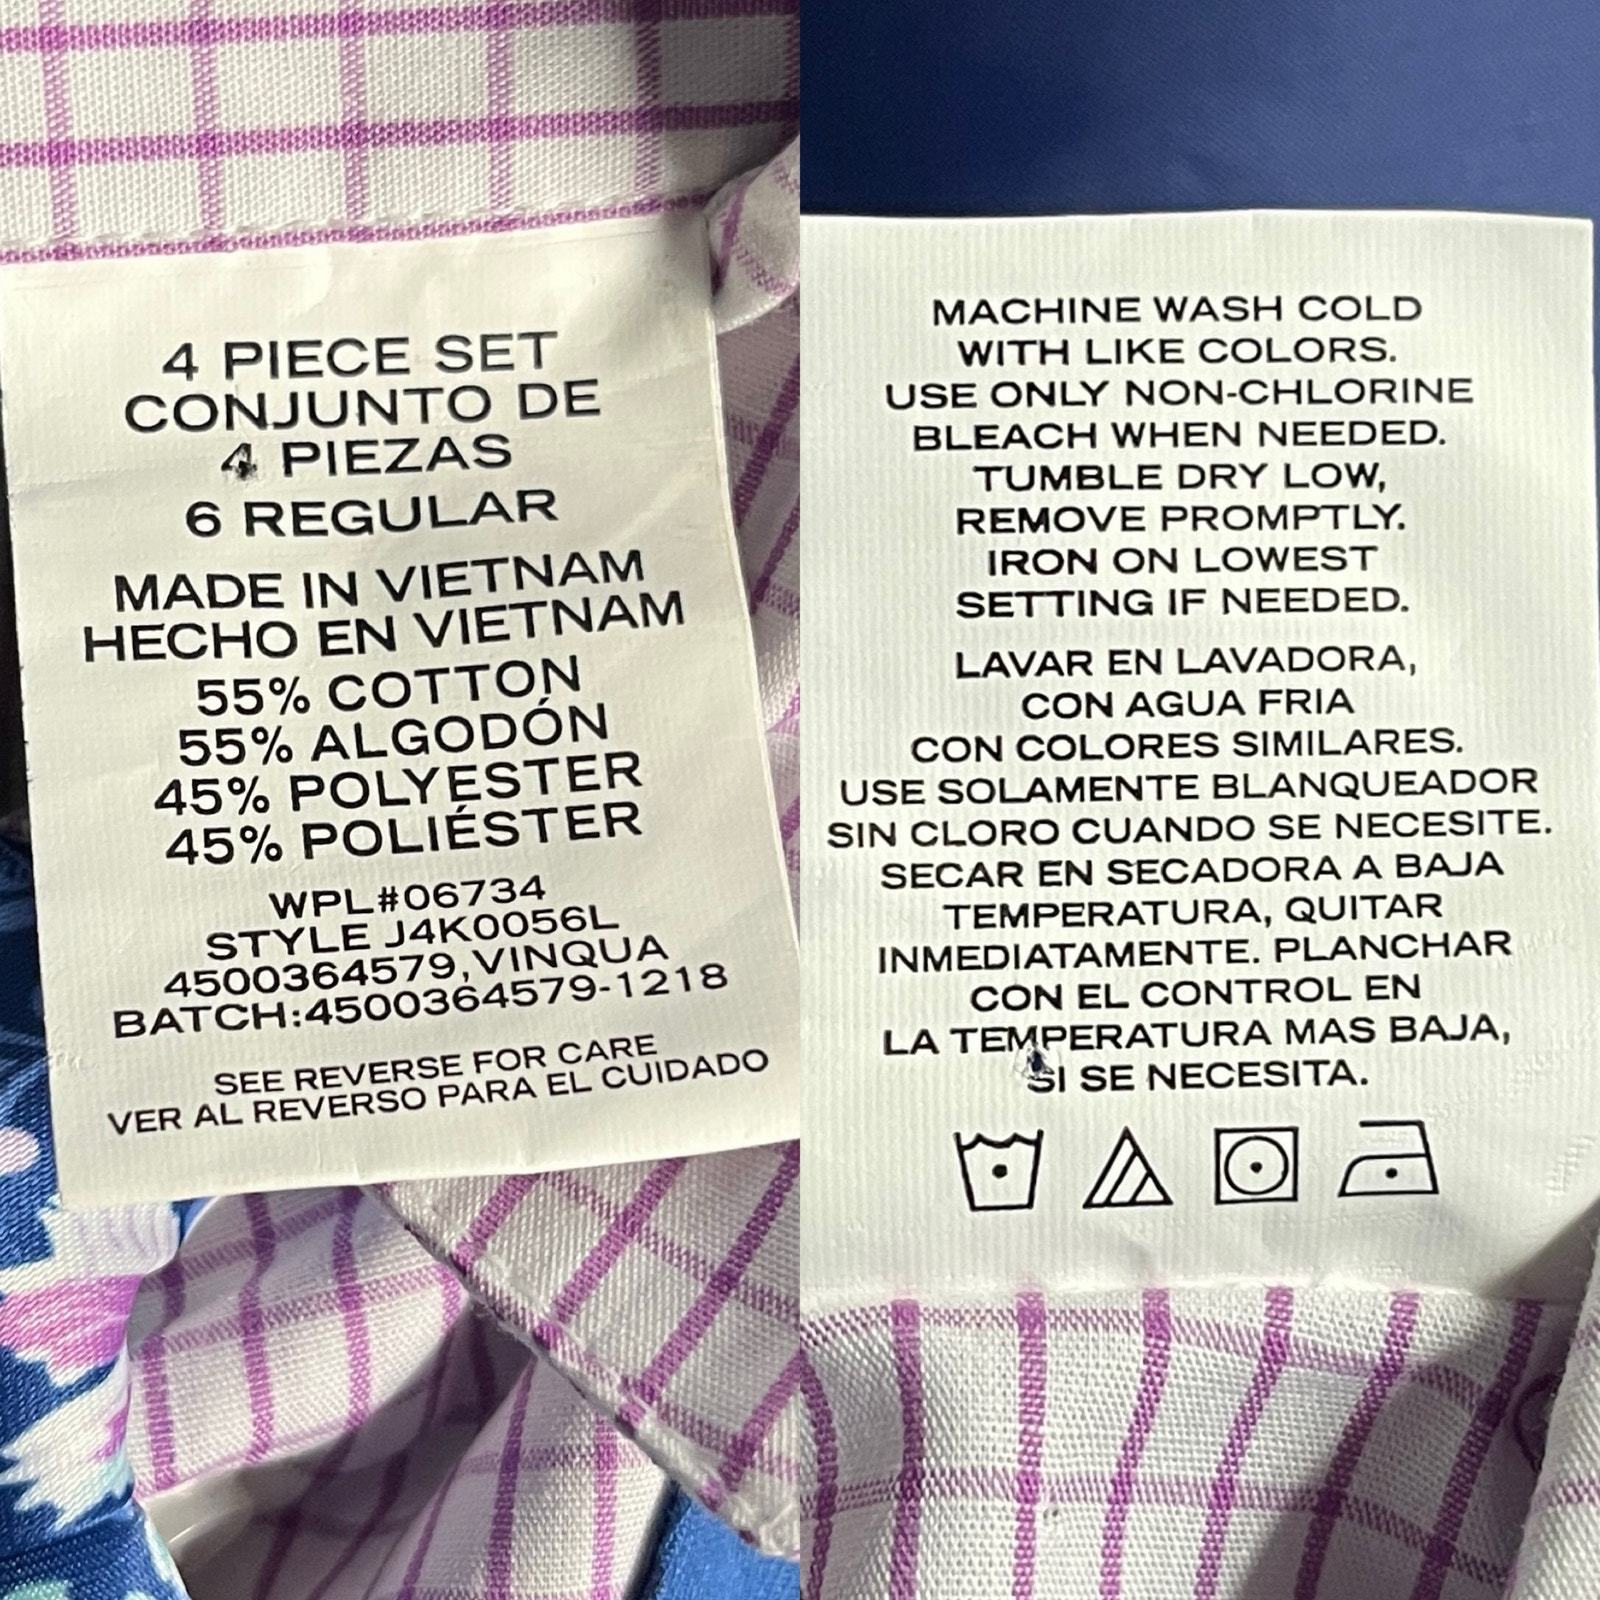 4 PIECE SET
CONJUNTO DE
4 PIEZAS
6 REGULAR
MADE IN VIETNAM
HECHO EN VIETNAM
55% COTTON
55% ALGODÓN
45% POLYESTER
45% POLIÉSTER
WPL#06734
STYLE J4K0056L
4500364579,VINQUA
BATCH:4500364579-1218
SEE REVERSE FOR CARE
VER AL REVERSO PARA EL CUIDADO
MACHINE WASH COLD
WITH LIKE COLORS.
USE ONLY NON-CHLORINE
BLEACH WHEN NEEDED.
TUMBLE DRY LOW,
REMOVE PROMPTLY.
IRON ON LOWEST
SETTING IF NEEDED.
LAVAR EN LAVADORA,
CON AGUA FRIA
CON COLORES SIMILARES.
USE SOLAMENTE BLANQUEADOR
SIN CLORO CUANDO SE NECESITE.
SECAR EN SECADORA A BAJA
TEMPERATURA, QUITAR
INMEDIATAMENTE. PLANCHAR
CON EL CONTROL EN
LA TEMPERATURA MAS BAJA,
SI SE NECESITA.